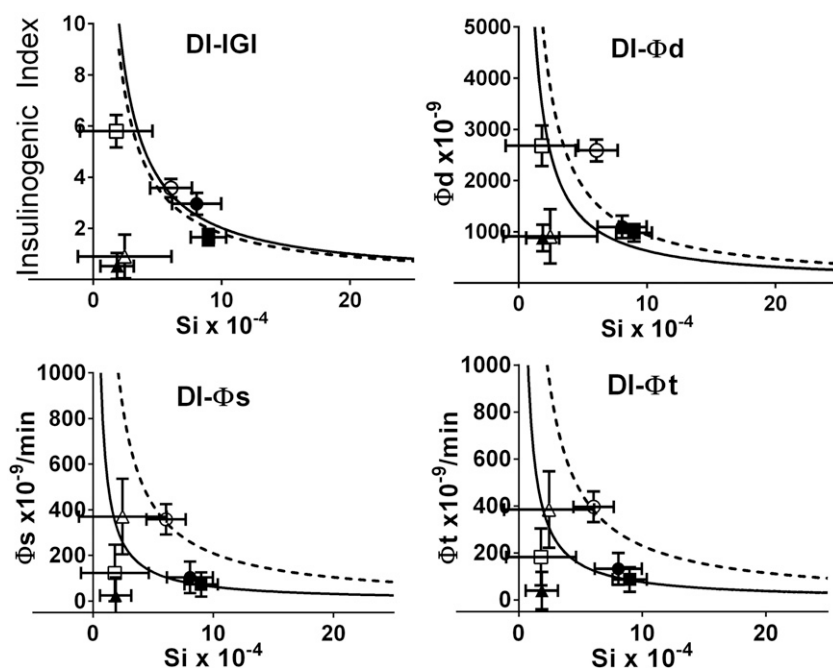 DI-IGI
Insulinogenic Index
10
8
6
4
2
0
10
20
Si x 10-4
DI-Φd
Φd x10-9
5000
4000
3000
2000
1000
0
10
20
Si x 10-4
DI-Φs
Φs x10-9/min
1000
800
600
400
200
0
0
10
20
Si x 10-4
DI-Φt
Φt x10-9/min
1000
800
600
400
200
0
0
10
20
Si x 10-4